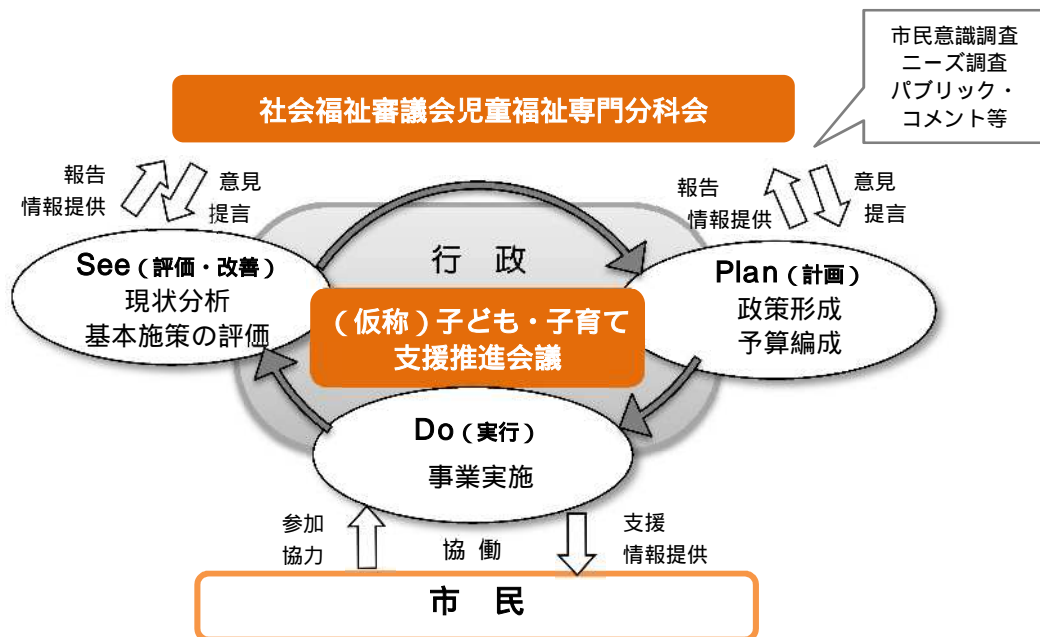 市民意識調査
ニーズ調査
パブリック・
コメント等
社会福祉審議会児童福祉専門分科会
報告
情報提供
意見
提言
報告
情報提供
意見
提言
行 政
See(評価・改善)
現状分析
基本施策の評価
Plan(計画)
政策形成
予算編成
(仮称)子ども・子育て
支援推進会議
Do(実行)
事業実施
参加
協力
協 働
支援
情報提供
市 民